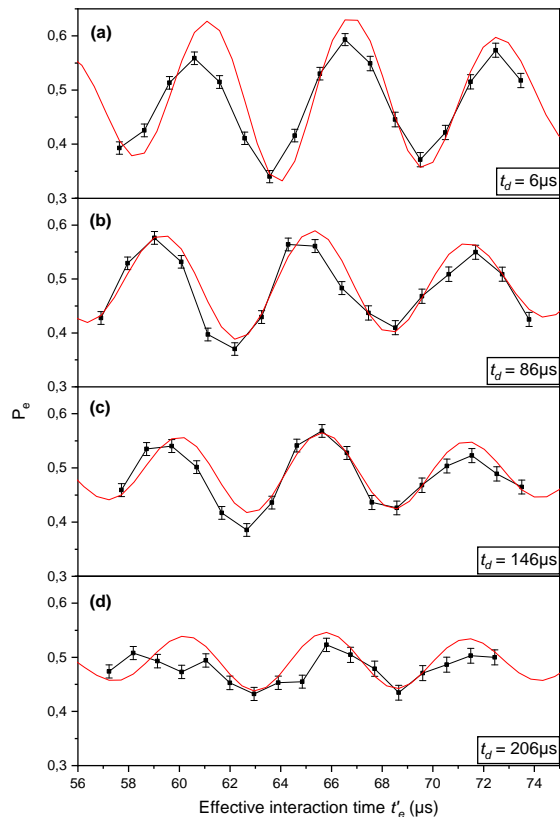 0,6
(a)
0,5
0,4
t_d = 6µs
0,3
(b)
0,6
0,5
0,4
t_d = 86µs
0,3
(c)
0,6
0,5
0,4
t_d = 146µs
0,3
(d)
0,6
0,5
0,4
t_d = 206µs
0,3
P_e
56 58 60 62 64 66 68 70 72 74
Effective interaction time t'_e (µs)